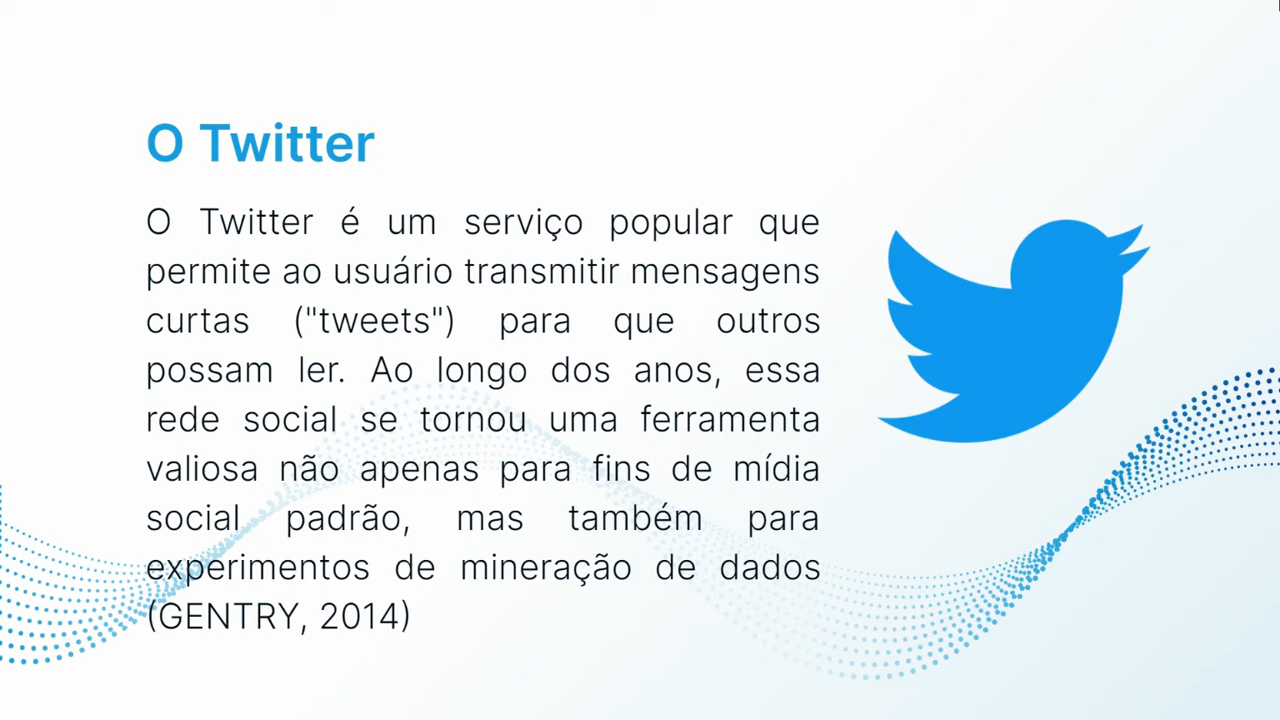 O Twitter
O Twitter é um serviço popular que
permite ao usuário transmitir mensagens
curtas ("tweets") para que outros
possam ler. Ao longo dos anos, essa
rede social se tornou uma ferramenta
valiosa não apenas para fins de mídia
social padrão, mas também para
experimentos de mineração de dados
(GENTRY, 2014)